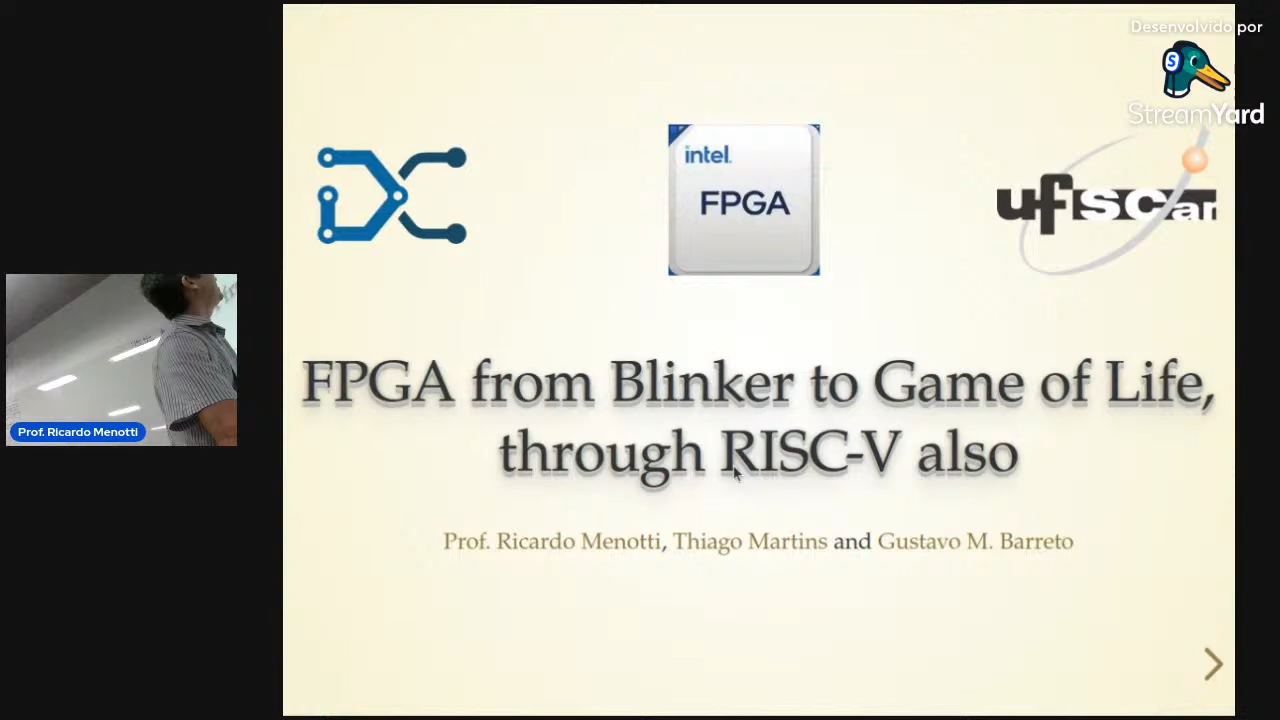 Desenvolvido por
S
StreamYard
intel.
FPGA
ufscar
FPGA from Blinker to Game of Life,
through RISC-V also
Prof. Ricardo Menotti
Prof. Ricardo Menotti, Thiago Martins and Gustavo M. Barreto